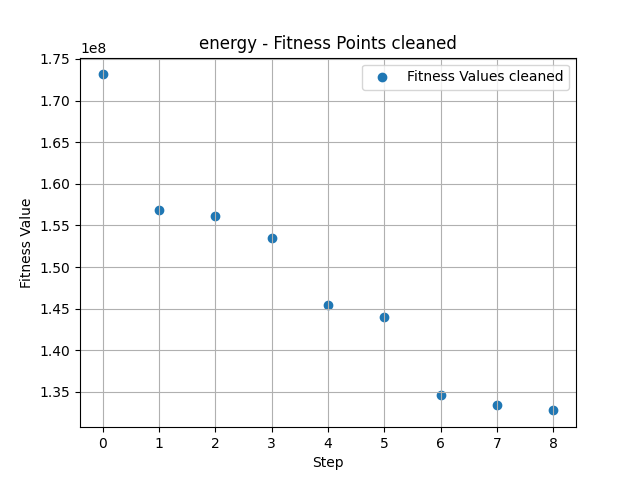 energy - Fitness Points cleaned
1e8
Fitness Values cleaned
1.75
1.70
1.65
1.60
1.55
1.50
1.45
1.40
1.35
Fitness Value
0 1 2 3 4 5 6 7 8
Step